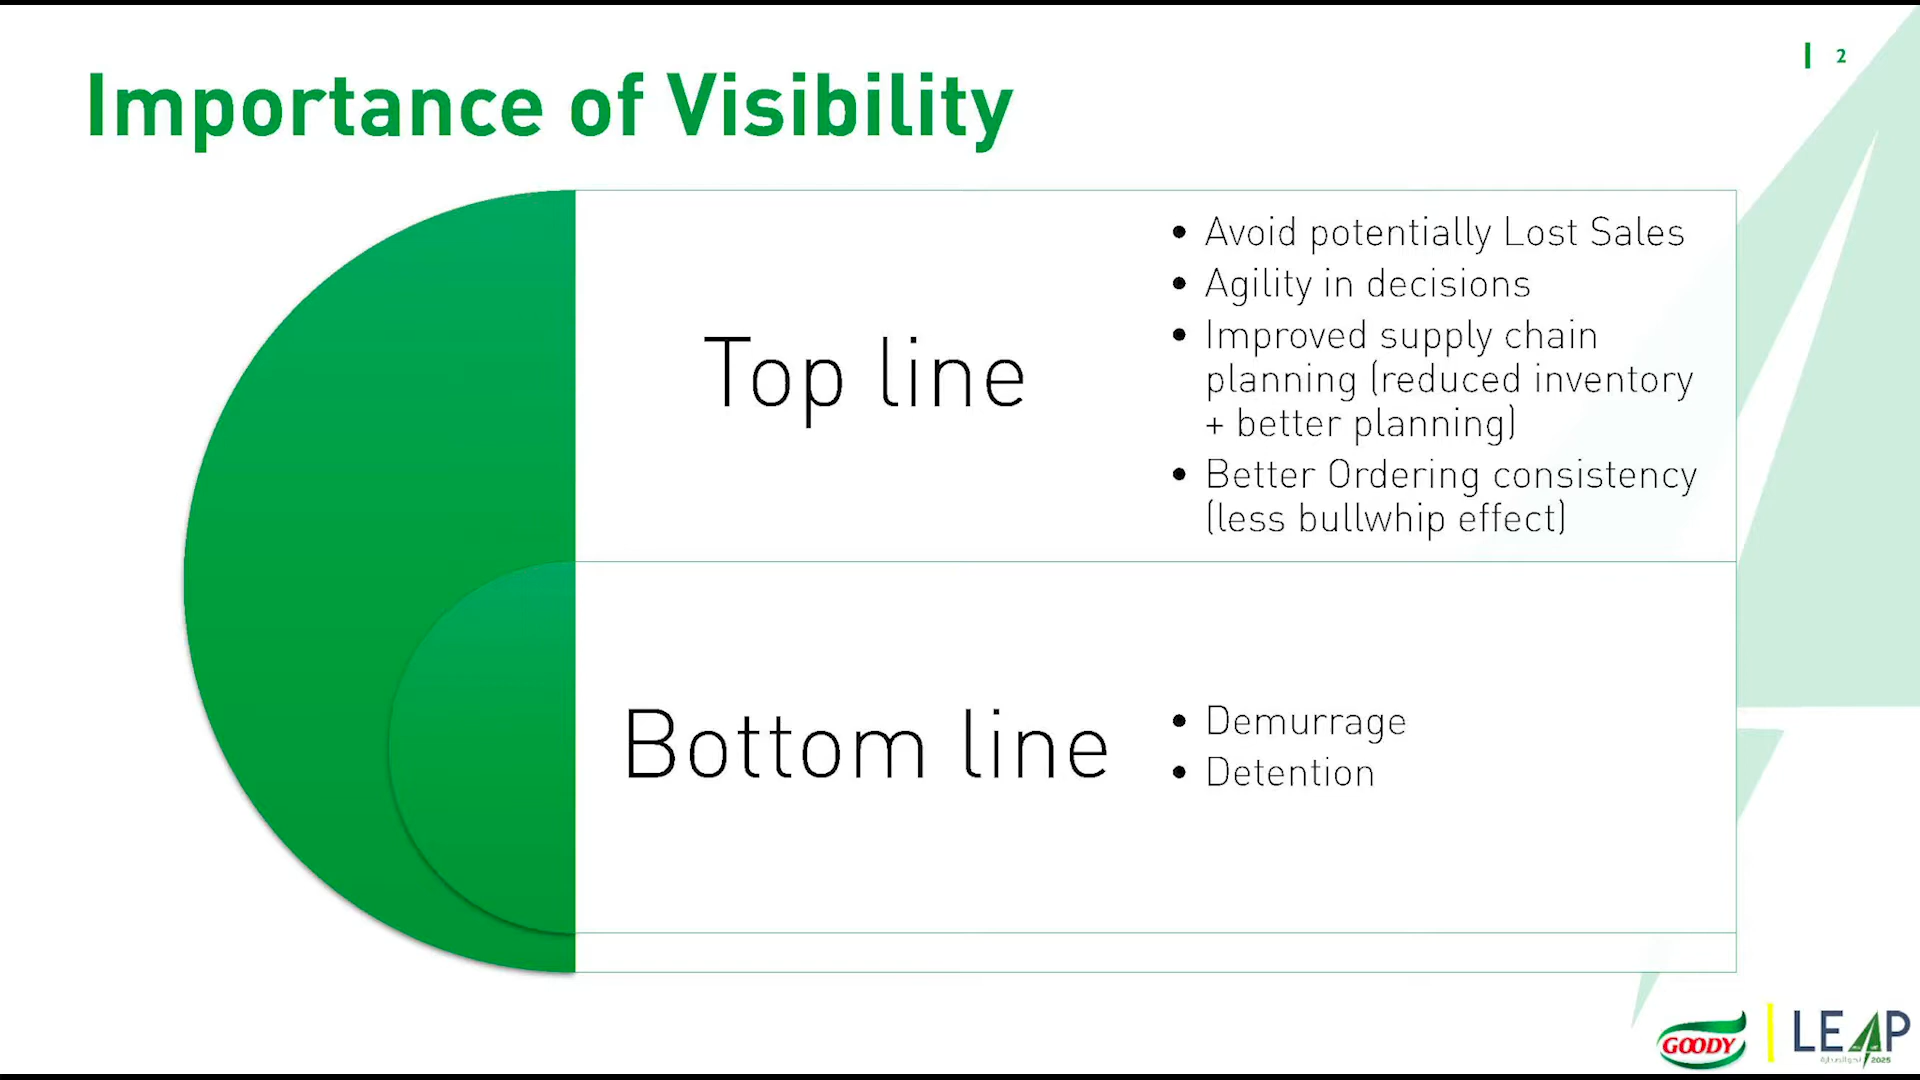 2
Importance of Visibility
Top line
• Avoid potentially Lost Sales
• Agility in decisions
• Improved supply chain
planning (reduced inventory
+ better planning)
• Better Ordering consistency
(less bullwhip effect)
Bottom line
• Demurrage
• Detention
GOODY
LEAP
2025